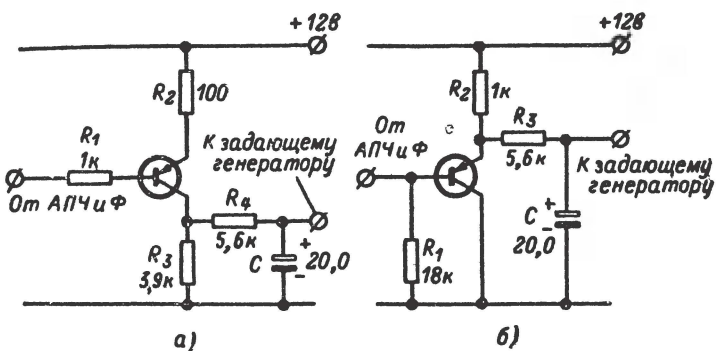 +12в
R2 100
R1
1к
От АПЧиФ
К задающему
генератору
R4
5,6к
R3
3,9к
C
+
20,0
-
а)
+12в
R2
1к
От
АПЧиФ
R3
5,6к
К задающему
генератору
C
+
-
20,0
R1
18к
б)